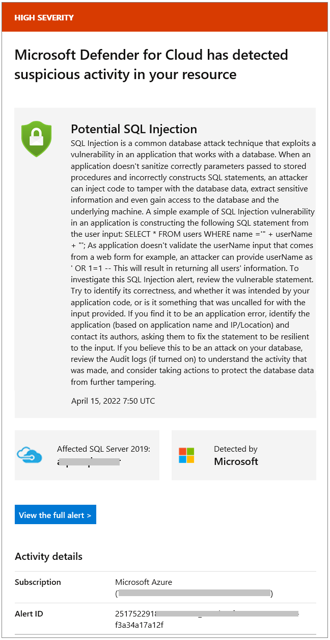 HIGH SEVERITY
Microsoft Defender for Cloud has detected
suspicious activity in your resource
Potential SQL Injection
SQL Injection is a common database attack technique that exploits a
vulnerability in an application that works with a database. When an
application doesn't sanitize correctly parameters passed to stored
procedures and incorrectly constructs SQL statements, an attacker
can inject code to tamper with the database data, extract sensitive
information and even gain access to the database and the
underlying machine. A simple example of SQL Injection vulnerability
in an application is constructing the following SQL statement from
the user input: SELECT * FROM users WHERE name ='" + userName
+ "'; As application doesn't validate the userName input that comes
from a web form for example, an attacker can provide userName as
' OR 1=1 -- This will result in returning all users' information. To
investigate this SQL Injection alert, review the vulnerable statement.
Try to identify its correctness, and whether it was intended by your
application code, or is it something that was uncalled for with the
input provided. If you find it to be an application error, identify the
application (based on application name and IP/Location) and
contact its authors, asking them to fix the statement to be resilient
to the input. If you believe this to be an attack on your database,
review the Audit logs (if turned on) to understand the activity that
was made, and consider taking actions to protect the database data
from further tampering.
April 15, 2022 7:50 UTC
Affected SQL Server 2019:
Detected by
Microsoft
View the full alert >
Activity details
Subscription
Microsoft Azure
( )
Alert ID
2517522918
f3a34a17a12f